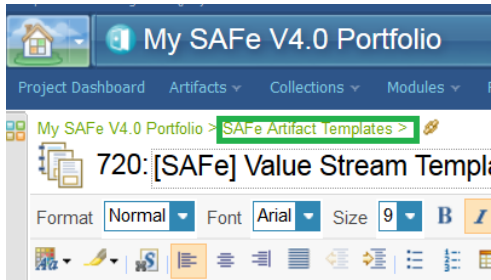 My SAFe V4.0 Portfolio
Project Dashboard Artifacts Collections Modules
My SAFe V4.0 Portfolio > SAFe Artifact Templates >
720: [SAFe] Value Stream
Format Normal Font Arial Size 9 B I